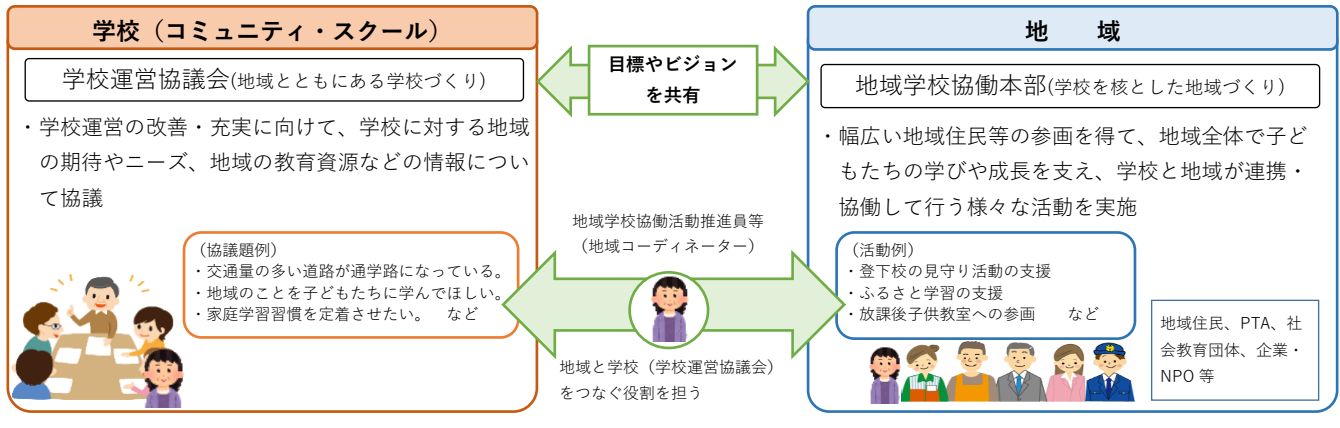 学校（コミュニティ・スクール）
学校運営協議会(地域とともにある学校づくり)
・学校運営の改善・充実に向けて、学校に対する地域
の期待やニーズ、地域の教育資源などの情報につい
て協議
（協議題例）
・交通量の多い道路が通学路になっている。
・地域のことを子どもたちに学んでほしい。
・家庭学習習慣を定着させたい。　など
目標やビジョン
を共有
地域学校協働活動推進員等
（地域コーディネーター）
地域と学校（学校運営協議会）
をつなぐ役割を担う
地　域
地域学校協働本部(学校を核とした地域づくり)
・幅広い地域住民等の参画を得て、地域全体で子ど
もたちの学びや成長を支え、学校と地域が連携・
協働して行う様々な活動を実施
（活動例）
・登下校の見守り活動の支援
・ふるさと学習の支援
・放課後子供教室への参画　　など
地域住民、PTA、社
会教育団体、企業・
NPO 等